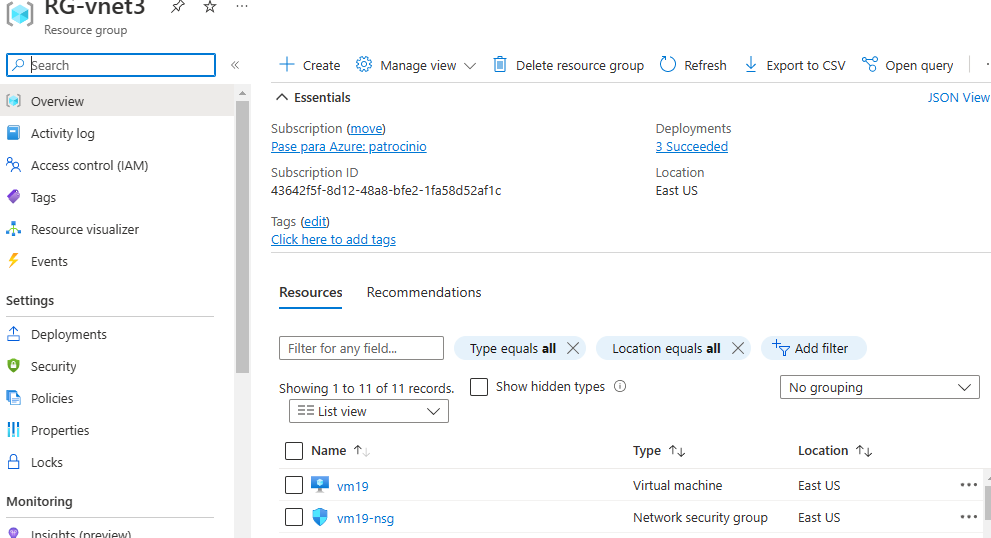 RG-vnet3
Resource group
Search
Overview
Activity log
Access control (IAM)
Tags
Resource visualizer
Events
Settings
Deployments
Security
Policies
Properties
Locks
Monitoring
Insights (preview)
Create
Manage view
Delete resource group
Refresh
Export to CSV
Open query
Essentials
JSON View
Subscription (move)
Pase para Azure: patrocinio
Subscription ID
43642f5f-8d12-48a8-bfe2-1fa58d52af1c
Deployments
3 Succeeded
Location
East US
Tags (edit)
Click here to add tags
Resources Recommendations
Filter for any field...
Type equals all
Location equals all
Add filter
Showing 1 to 11 of 11 records.
Show hidden types
No grouping
List view
Name Type Location
vm19 Virtual machine East US
vm19-nsg Network security group East US